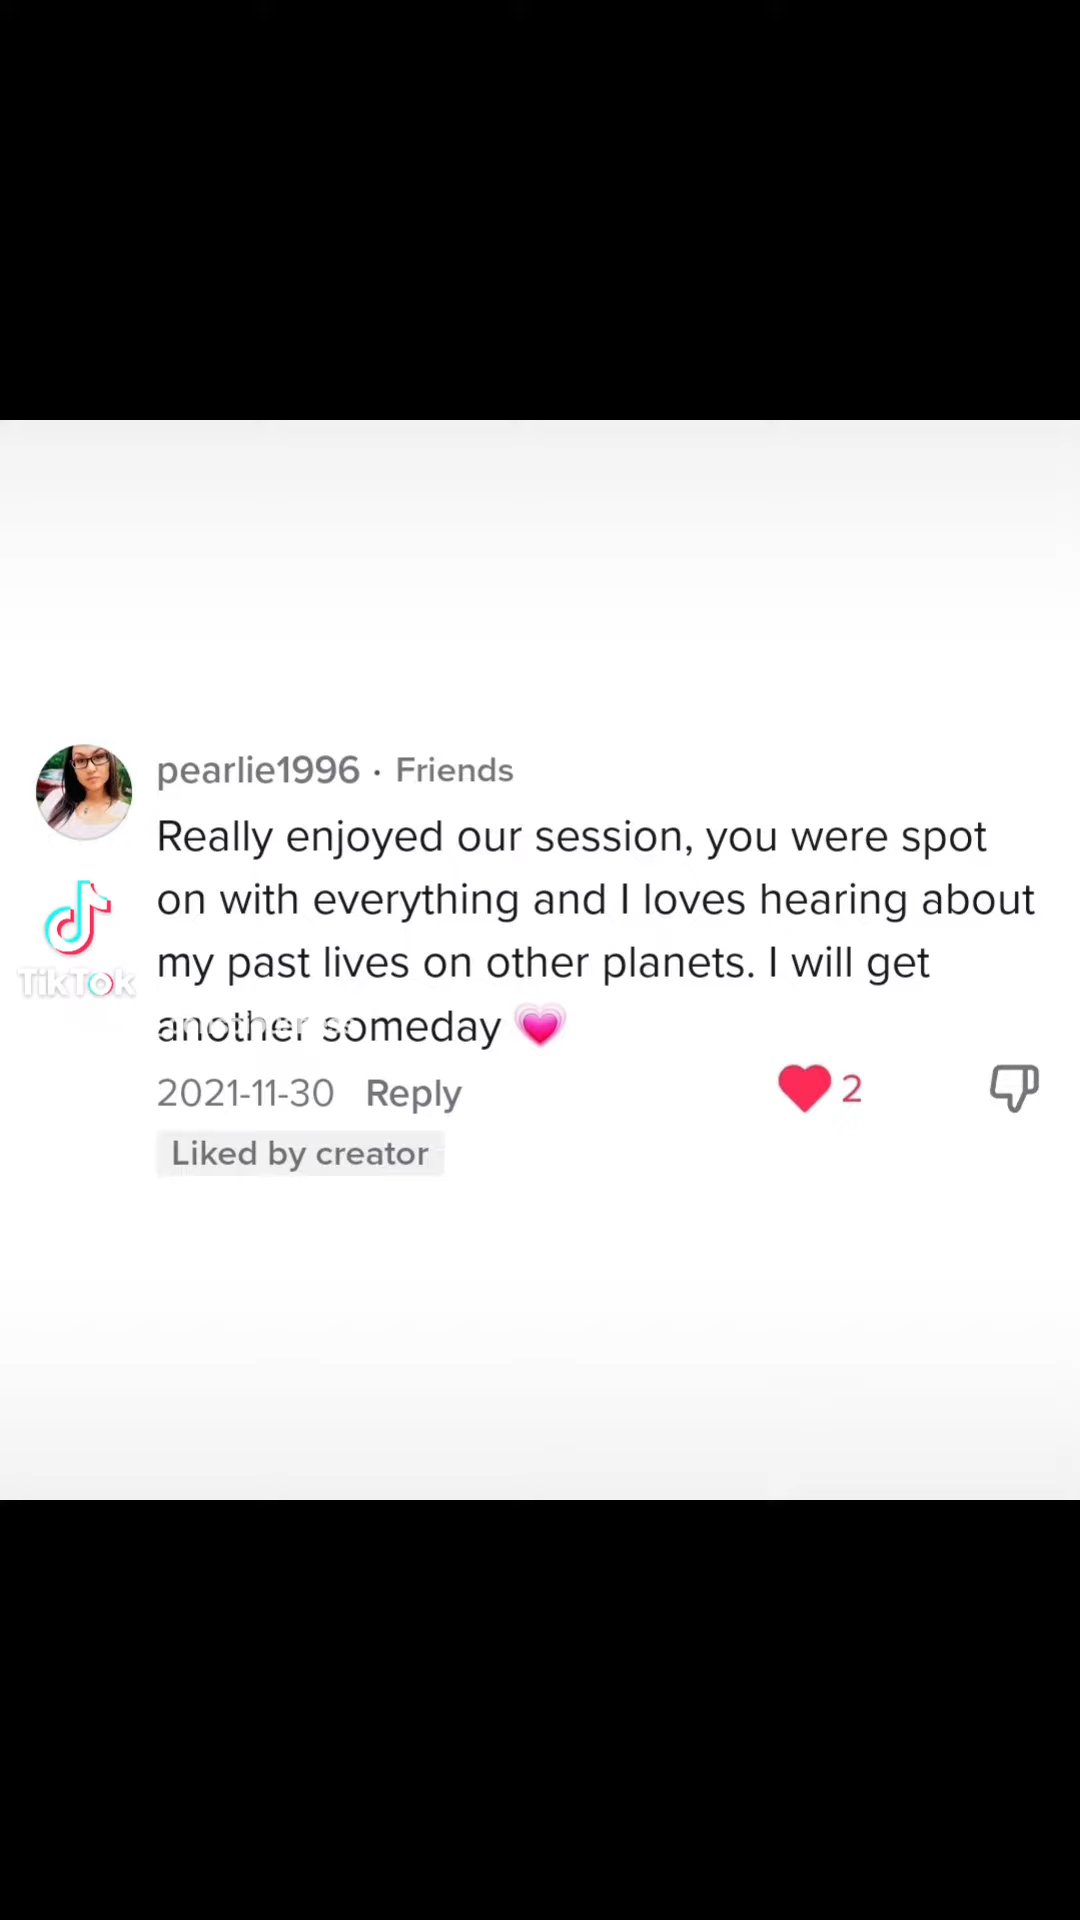 pearlie1996 · Friends
Really enjoyed our session, you were spot
on with everything and I loves hearing about
my past lives on other planets. I will get
another someday 💗
2021-11-30 Reply
2
Liked by creator
TikTok